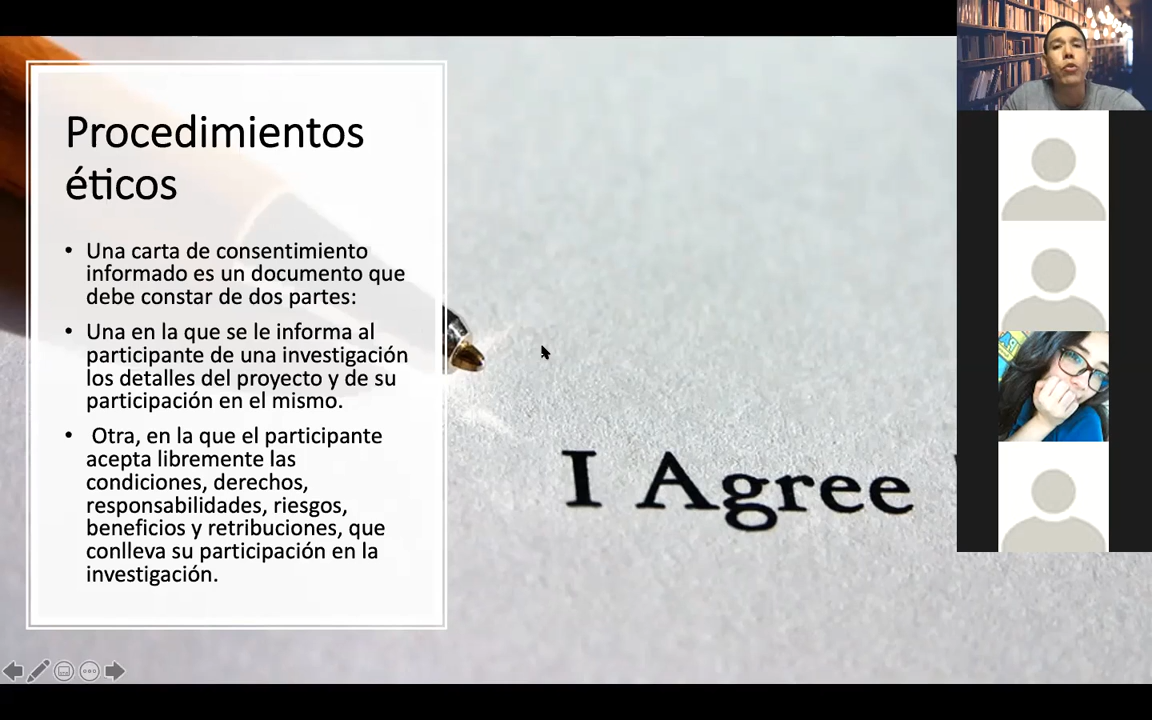 Procedimientos
éticos
• Una carta de consentimiento
informado es un documento que
debe constar de dos partes:
• Una en la que se le informa al
participante de una investigación
los detalles del proyecto y de su
participación en el mismo.
• Otra, en la que el participante
acepta libremente las
condiciones, derechos,
responsabilidades, riesgos,
beneficios y retribuciones, que
conlleva su participación en la
investigación.
I Agree